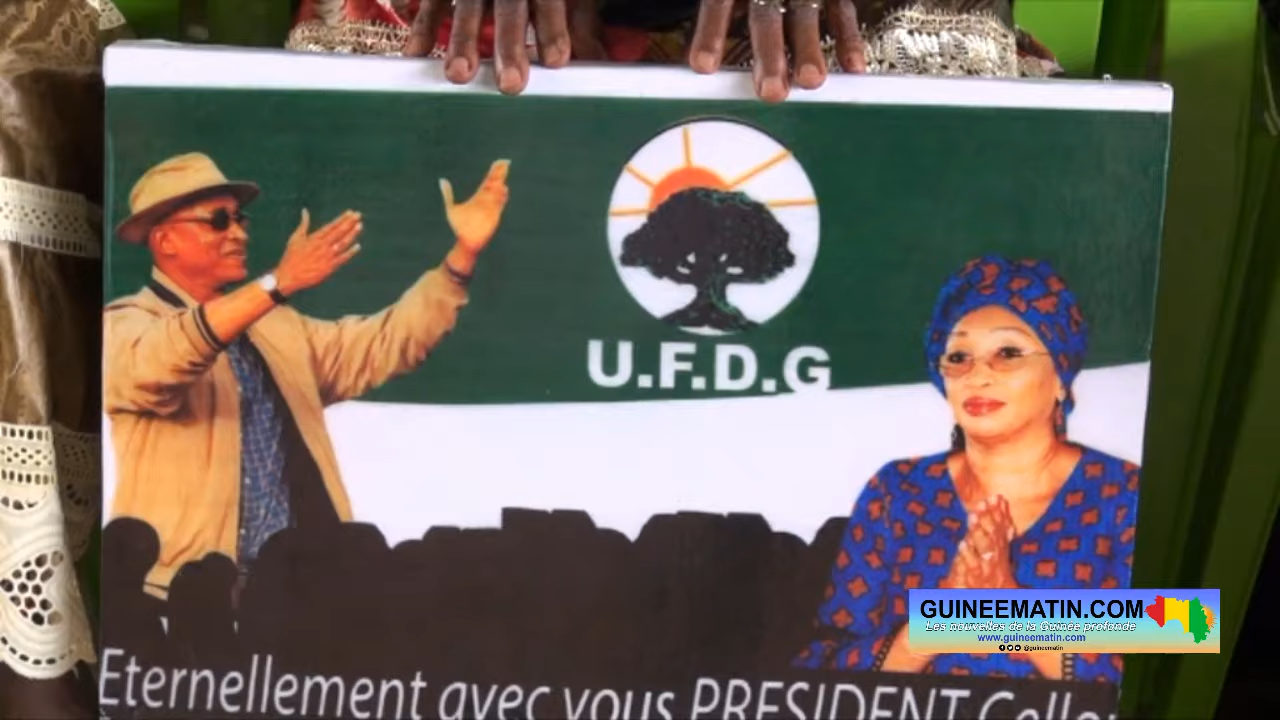 U.F.D.G
Eternellement avec vous PRESIDENT
GUINEEMATIN.COM
Les nouvelles de la Guinée profonde
www.guineematin.com
@guineematin